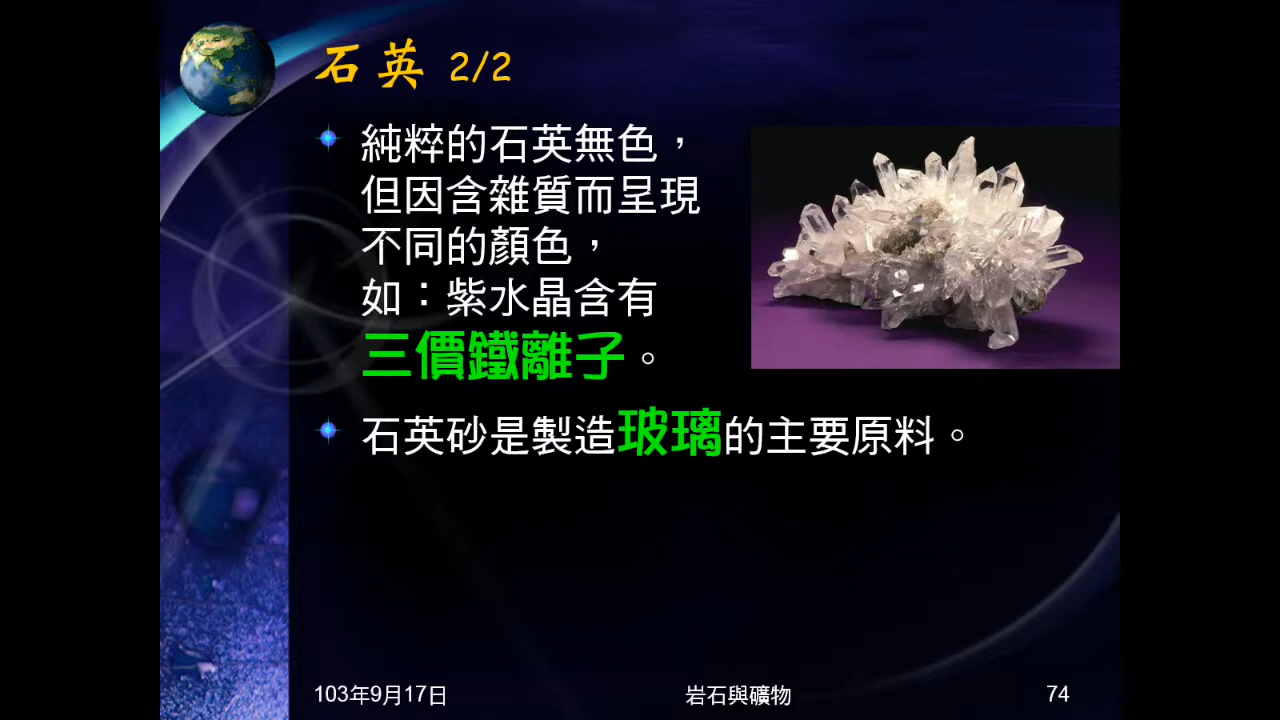 石英 2/2
純粹的石英無色，
但因含雜質而呈現
不同的顏色，
如：紫水晶含有
三價鐵離子。
石英砂是製造玻璃的主要原料。
103年9月17日
岩石與礦物
74